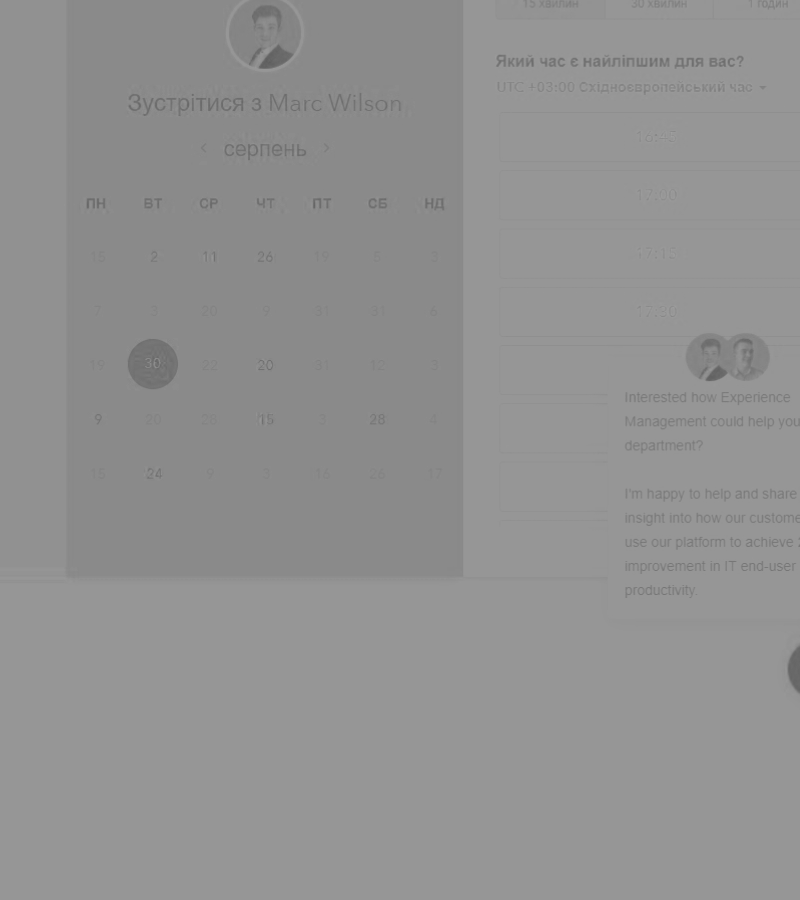 15 хвилин 30 хвилин 1 годин
Зустрітися з Marc Wilson
‹ серпень ›
ПН ВТ СР ЧТ ПТ СБ НД
15 2 11 26 19 5 3
7 3 20 9 31 31 6
19 30 22 20 31 12 3
9 20 28 15 3 28 4
15 24 9 3 16 26 17
Який час є найліпшим для вас?
UTC +03:00 Східноєвропейський час
16:45
17:00
17:15
17:30
Interested how Experience
Management could help you
department?
I'm happy to help and share
insight into how our custome
use our platform to achieve 2
improvement in IT end-user
productivity.